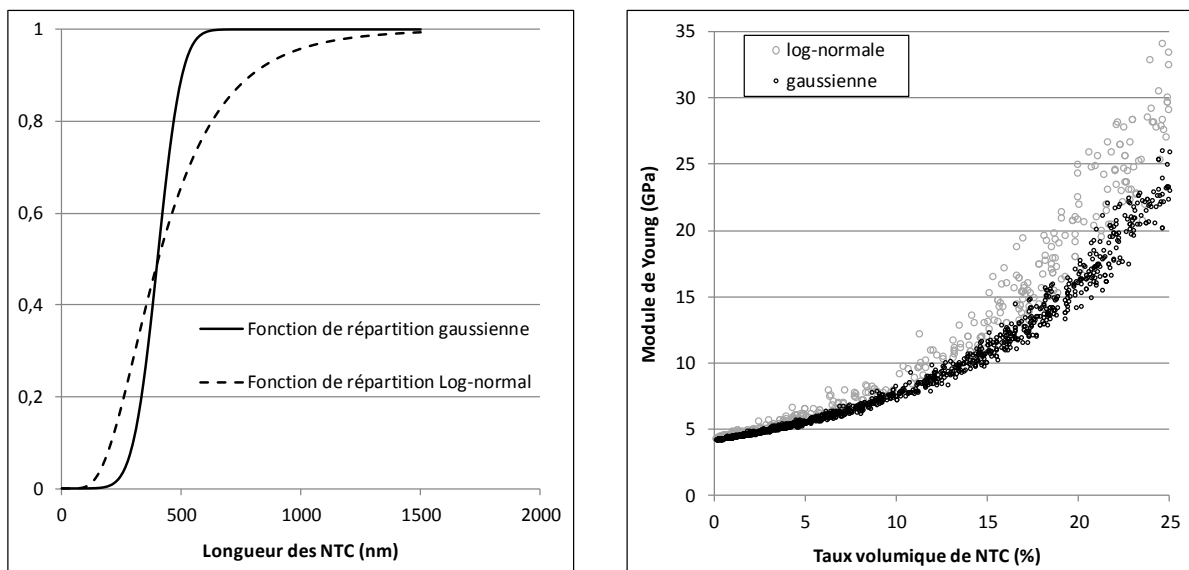 1
0,8
0,6
0,4
0,2
0
Fonction de répartition gaussienne
Fonction de répartition Log-normal
0 500 1000 1500 2000
Longueur des NTC (nm)
Module de Young (GPa)
35
30
25
20
15
10
5
0
log-normale
gaussienne
0 5 10 15 20 25
Taux volumique de NTC (%)